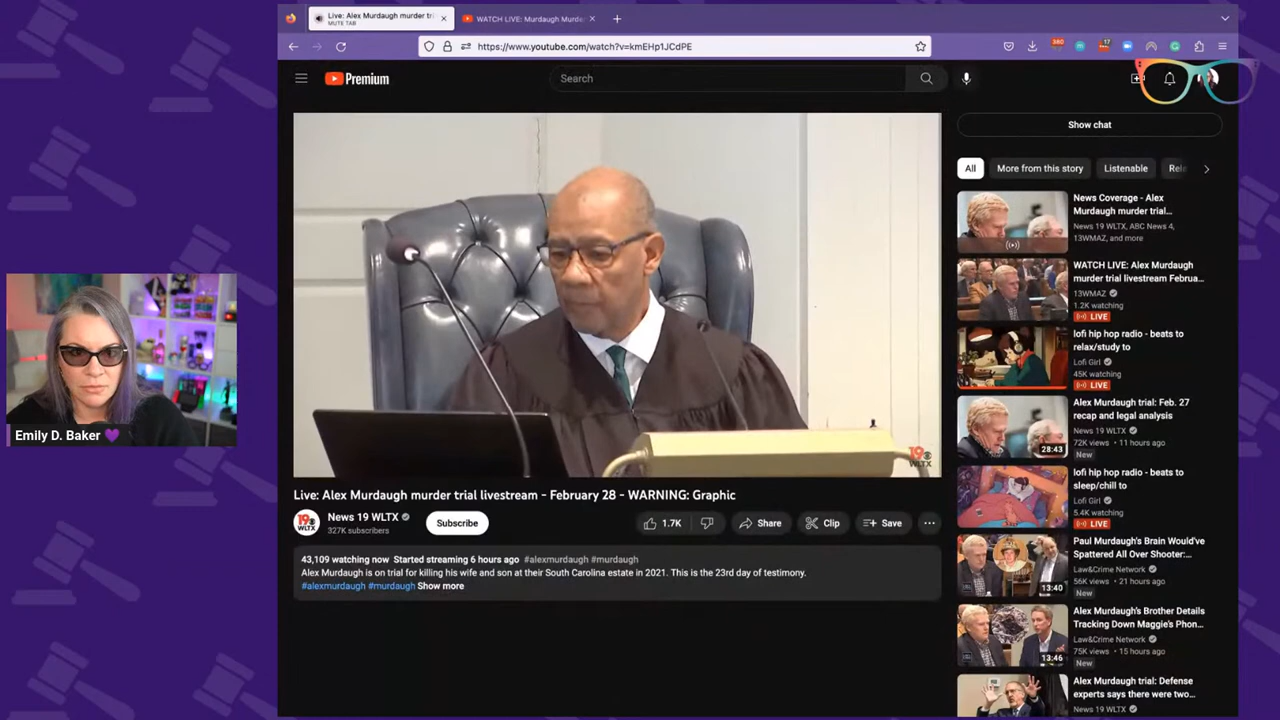 Live: Alex Murdaugh murder tri
MUTE TAB
WATCH LIVE: Murdaugh Murde
https://www.youtube.com/watch?v=kmEHp1JCdPE
380
17
Premium
Search
Show chat
All
More from this story
Listenable
Rela
News Coverage - Alex
Murdaugh murder trial...
News 19 WLTX, ABC News 4,
13WMAZ, and more
WATCH LIVE: Alex Murdaugh
murder trial livestream Februa...
13WMAZ
1.2K watching
LIVE
lofi hip hop radio - beats to
relax/study to
Lofi Girl
45K watching
LIVE
Alex Murdaugh trial: Feb. 27
recap and legal analysis
News 19 WLTX
72K views • 11 hours ago
New
28:43
lofi hip hop radio - beats to
sleep/chill to
Lofi Girl
5.4K watching
LIVE
Paul Murdaugh's Brain Would've
Spattered All Over Shooter:...
Law&Crime Network
56K views • 21 hours ago
New
13:40
Alex Murdaugh's Brother Details
Tracking Down Maggie's Phon...
Law&Crime Network
75K views • 15 hours ago
New
13:46
Alex Murdaugh trial: Defense
experts says there were two...
News 19 WLTX
19
WLTX
Live: Alex Murdaugh murder trial livestream - February 28 - WARNING: Graphic
19
WLTX
News 19 WLTX
327K subscribers
Subscribe
1.7K
Share
Clip
Save
43,109 watching now Started streaming 6 hours ago #alexmurdaugh #murdaugh
Alex Murdaugh is on trial for killing his wife and son at their South Carolina estate in 2021. This is the 23rd day of testimony.
#alexmurdaugh #murdaugh Show more
Emily D. Baker